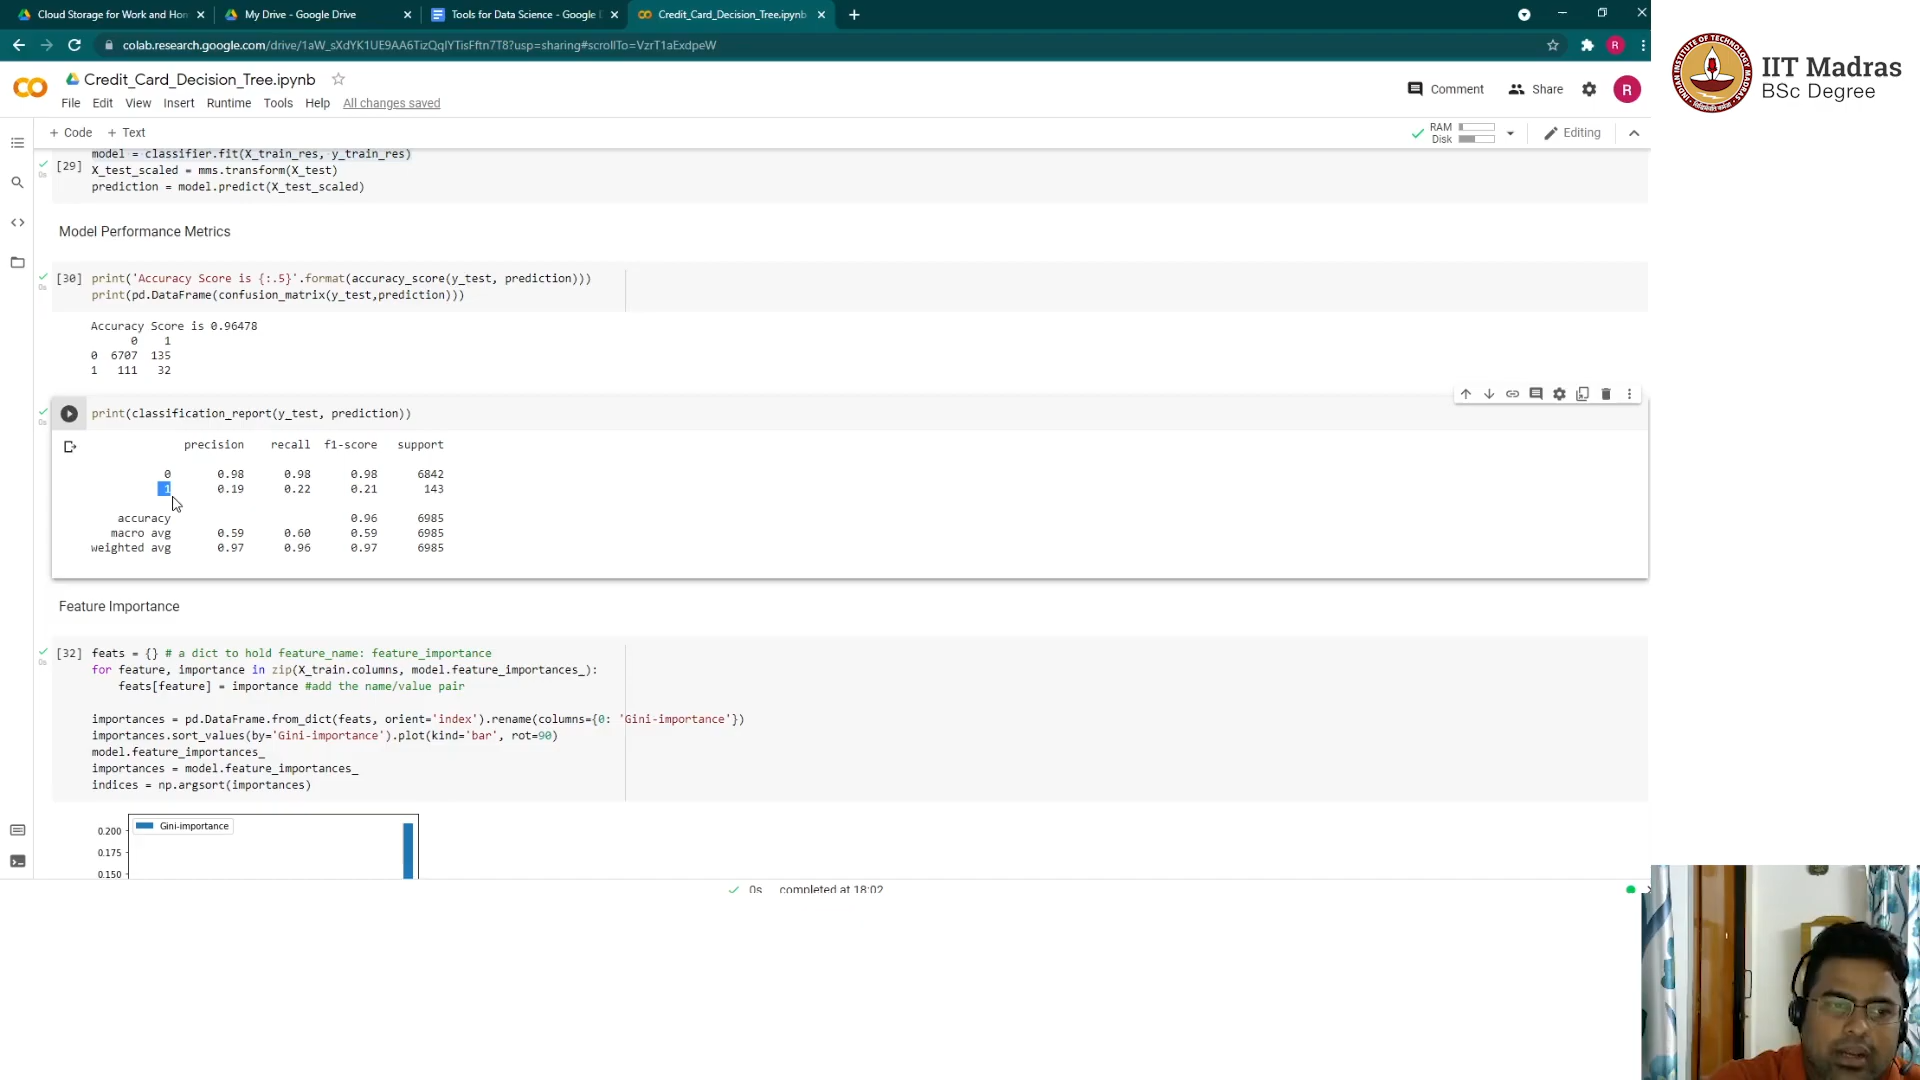 Cloud Storage for Work and Hom
My Drive - Google Drive
Tools for Data Science - Google D
Credit_Card_Decision_Tree.ipynb
colab.research.google.com/drive/1aW_sXdYK1UE9AA6TizQqIYTisFftn7T8?usp=sharing#scrollTo=VzrT1aExdpeW
R
IIT Madras
BSc Degree
Credit_Card_Decision_Tree.ipynb
File Edit View Insert Runtime Tools Help All changes saved
Comment Share R
+ Code + Text
RAM
Disk
Editing
model = classifier.fit(X_train_res, y_train_res)
[29] X_test_scaled = mms.transform(X_test)
prediction = model.predict(X_test_scaled)
Model Performance Metrics
[30] print('Accuracy Score is {:.5}'.format(accuracy_score(y_test, prediction)))
print(pd.DataFrame(confusion_matrix(y_test,prediction)))
Accuracy Score is 0.96478
0 1
0 6707 135
1 111 32
print(classification_report(y_test, prediction))
precision recall f1-score support
0 0.98 0.98 0.98 6842
1 0.19 0.22 0.21 143
accuracy 0.96 6985
macro avg 0.59 0.60 0.59 6985
weighted avg 0.97 0.96 0.97 6985
Feature Importance
[32] feats = {} # a dict to hold feature_name: feature_importance
for feature, importance in zip(X_train.columns, model.feature_importances_):
feats[feature] = importance #add the name/value pair
importances = pd.DataFrame.from_dict(feats, orient='index').rename(columns={0: 'Gini-importance'})
importances.sort_values(by='Gini-importance').plot(kind='bar', rot=90)
model.feature_importances_
importances = model.feature_importances_
indices = np.argsort(importances)
Gini-importance
0.200
0.175
0.150
0s completed at 18:02